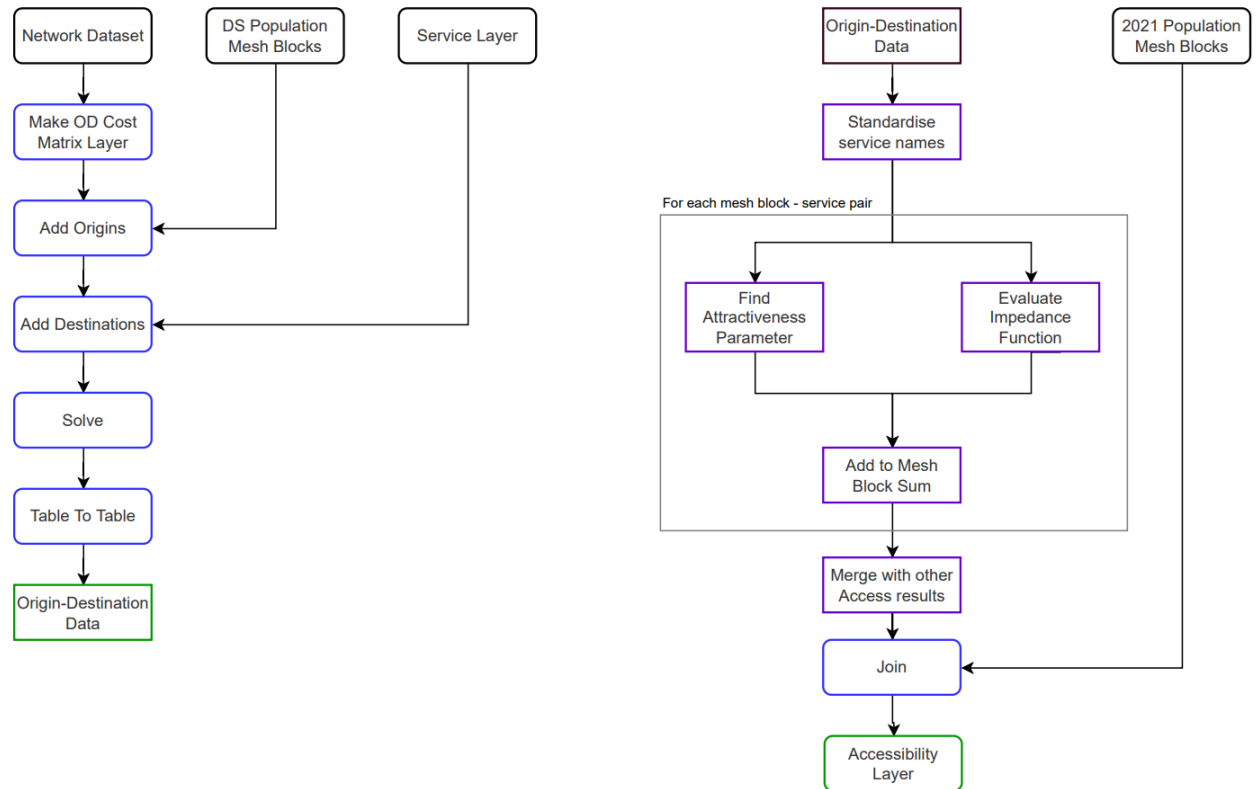 Network Dataset
DS Population
Mesh Blocks
Service Layer
Make OD Cost
Matrix Layer
Add Origins
Add Destinations
Solve
Table To Table
Origin-Destination
Data
Origin-Destination
Data
2021 Population
Mesh Blocks
Standardise
service names
For each mesh block - service pair
Find
Attractiveness
Parameter
Evaluate
Impedance
Function
Add to Mesh
Block Sum
Merge with other
Access results
Join
Accessibility
Layer